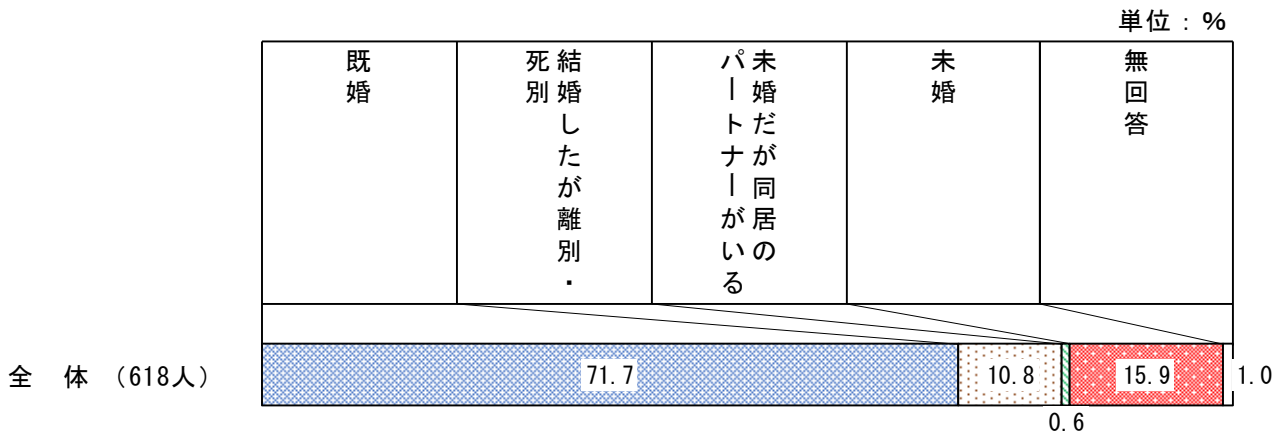 単位：%
既婚
結婚したが離別・
死別
未婚だが同居の
パートナーがいる
未婚
無回答
全 体 （618人）
71.7
10.8
15.9
1.0
0.6